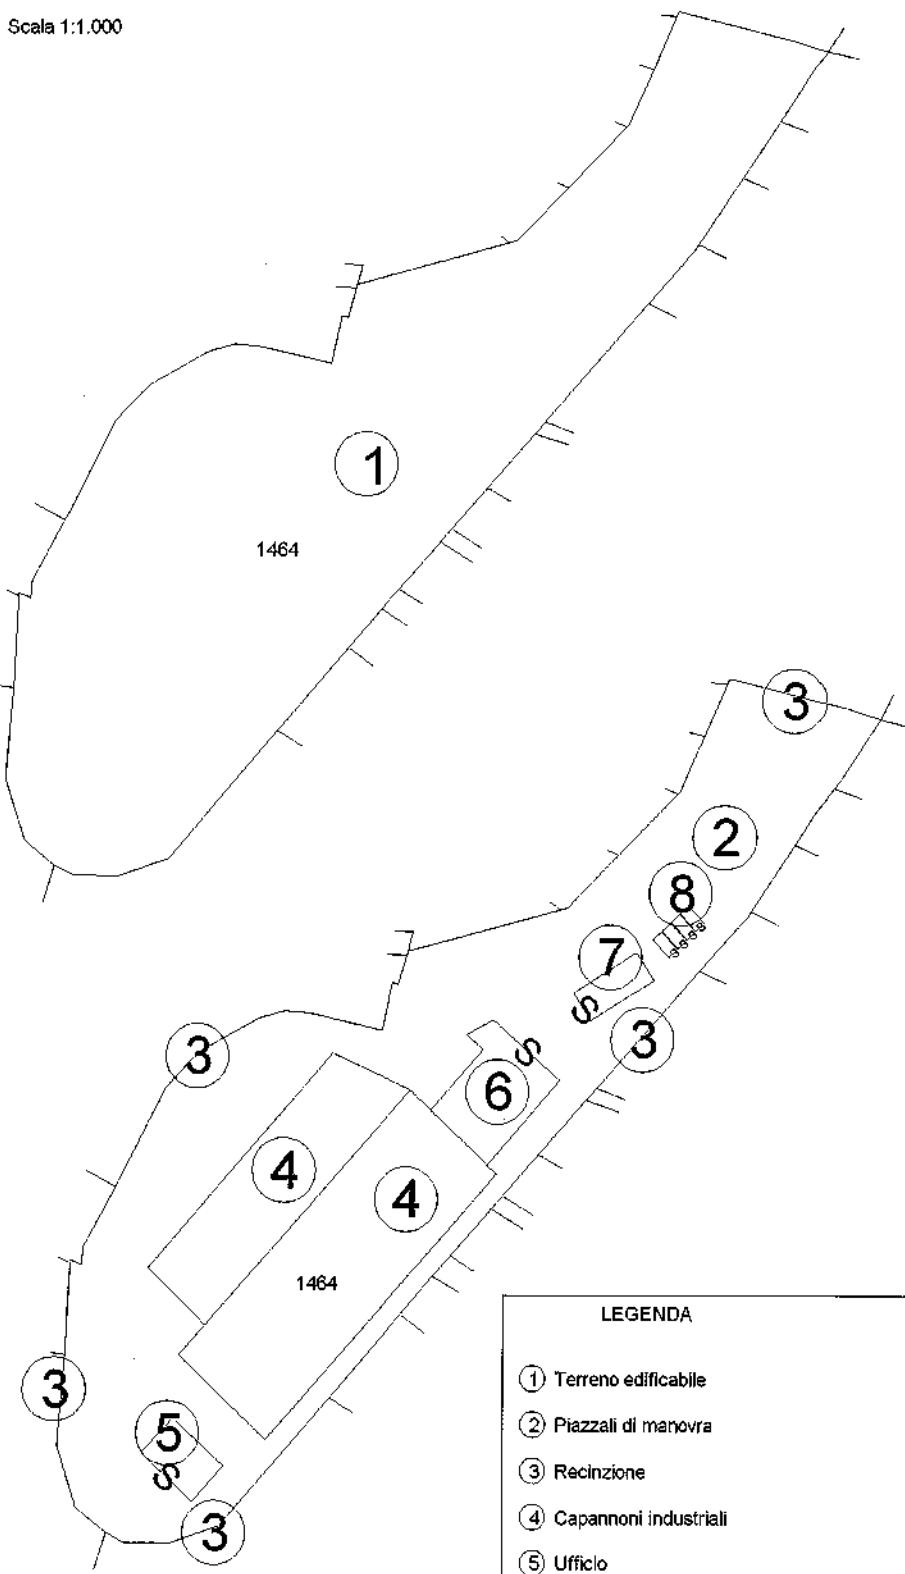 Scala 1:1.000
1
1464
3
2
8
7
S
3
3
S
6
4
4
1464
3
5
S
3
LEGENDA
1 Terreno edificabile
2 Piazzali di manovra
3 Recinzione
4 Capannoni industriali
5 Ufficio